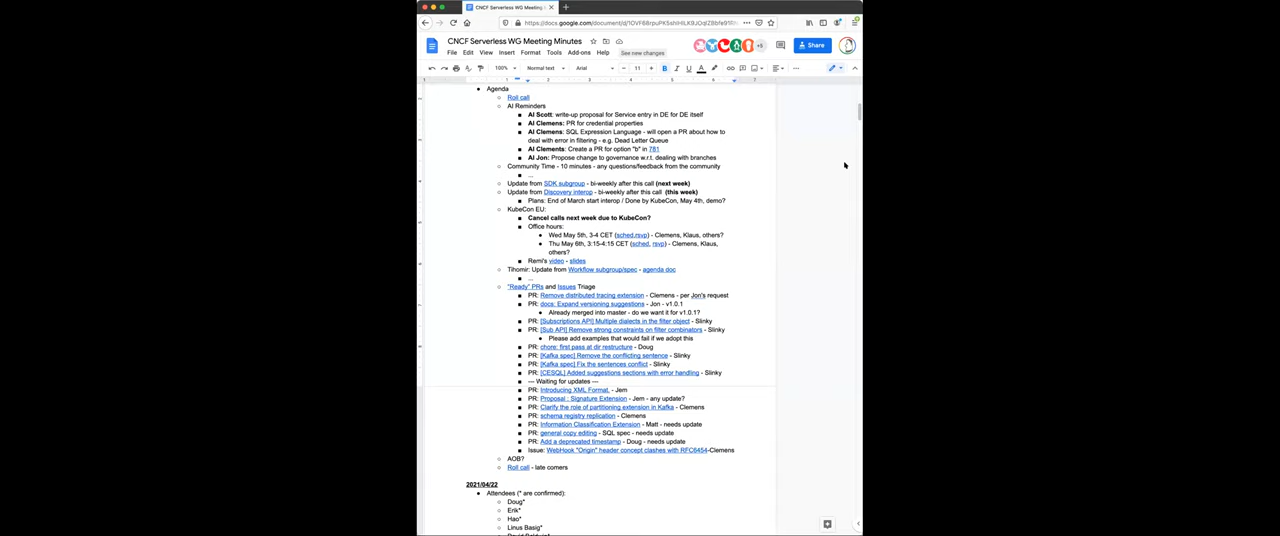 CNCF Serverless WG Meeting
CNCF Serverless WG Meeting Minutes
File Edit View Insert Format Tools Add-ons Help
See new changes
+5
Share
100%
Normal text
Arial
11
B I U A
Agenda
Roll call
AI Reminders
AI Scott: write-up proposal for Service entry in DE for DE itself
AI Clemens: PR for credential properties
AI Clemens: SQL Expression Language - will open a PR about how to
deal with error in filtering - e.g. Dead Letter Queue
AI Clements: Create a PR for option "b" in 781
AI Jon: Propose change to governance w.r.t. dealing with branches
Community Time - 10 minutes - any questions/feedback from the community
...
Update from SDK subgroup - bi-weekly after this call (next week)
Update from Discovery interop - bi-weekly after this call (this week)
Plans: End of March start interop / Done by KubeCon, May 4th, demo?
KubeCon EU:
Cancel calls next week due to KubeCon?
Office hours:
Wed May 5th, 3-4 CET (sched,rsvp) - Clemens, Klaus, others?
Thu May 6th, 3:15-4:15 CET (sched, rsvp) - Clemens, Klaus,
others?
Remi's video - slides
Tihomir: Update from Workflow subgroup/spec - agenda doc
...
"Ready" PRs and Issues Triage
PR: Remove distributed tracing extension - Clemens - per Jon's request
PR: docs: Expand versioning suggestions - Jon - v1.0.1
Already merged into master - do we want it for v1.0.1?
PR: [Subscriptions API] Multiple dialects in the filter object - Slinky
PR: [Sub API] Remove strong constraints on filter combinators - Slinky
Please add examples that would fail if we adopt this
PR: chore: first pass at dir restructure - Doug
PR: [Kafka spec] Remove the conflicting sentence - Slinky
PR: [Kafka spec] Fix the sentences conflict - Slinky
PR: [CESQL] Added suggestions sections with error handling - Slinky
--- Waiting for updates ---
PR: Introducing XML Format. - Jem
PR: Proposal : Signature Extension - Jem - any update?
PR: Clarify the role of partitioning extension in Kafka - Clemens
PR: schema registry replication - Clemens
PR: Information Classification Extension - Matt - needs update
PR: general copy editing - SQL spec - needs update
PR: Add a deprecated timestamp - Doug - needs update
Issue: WebHook "Origin" header concept clashes with RFC6454-Clemens
AOB?
Roll call - late comers
2021/04/22
Attendees (* are confirmed):
Doug*
Erik*
Hao*
Linus Basig*